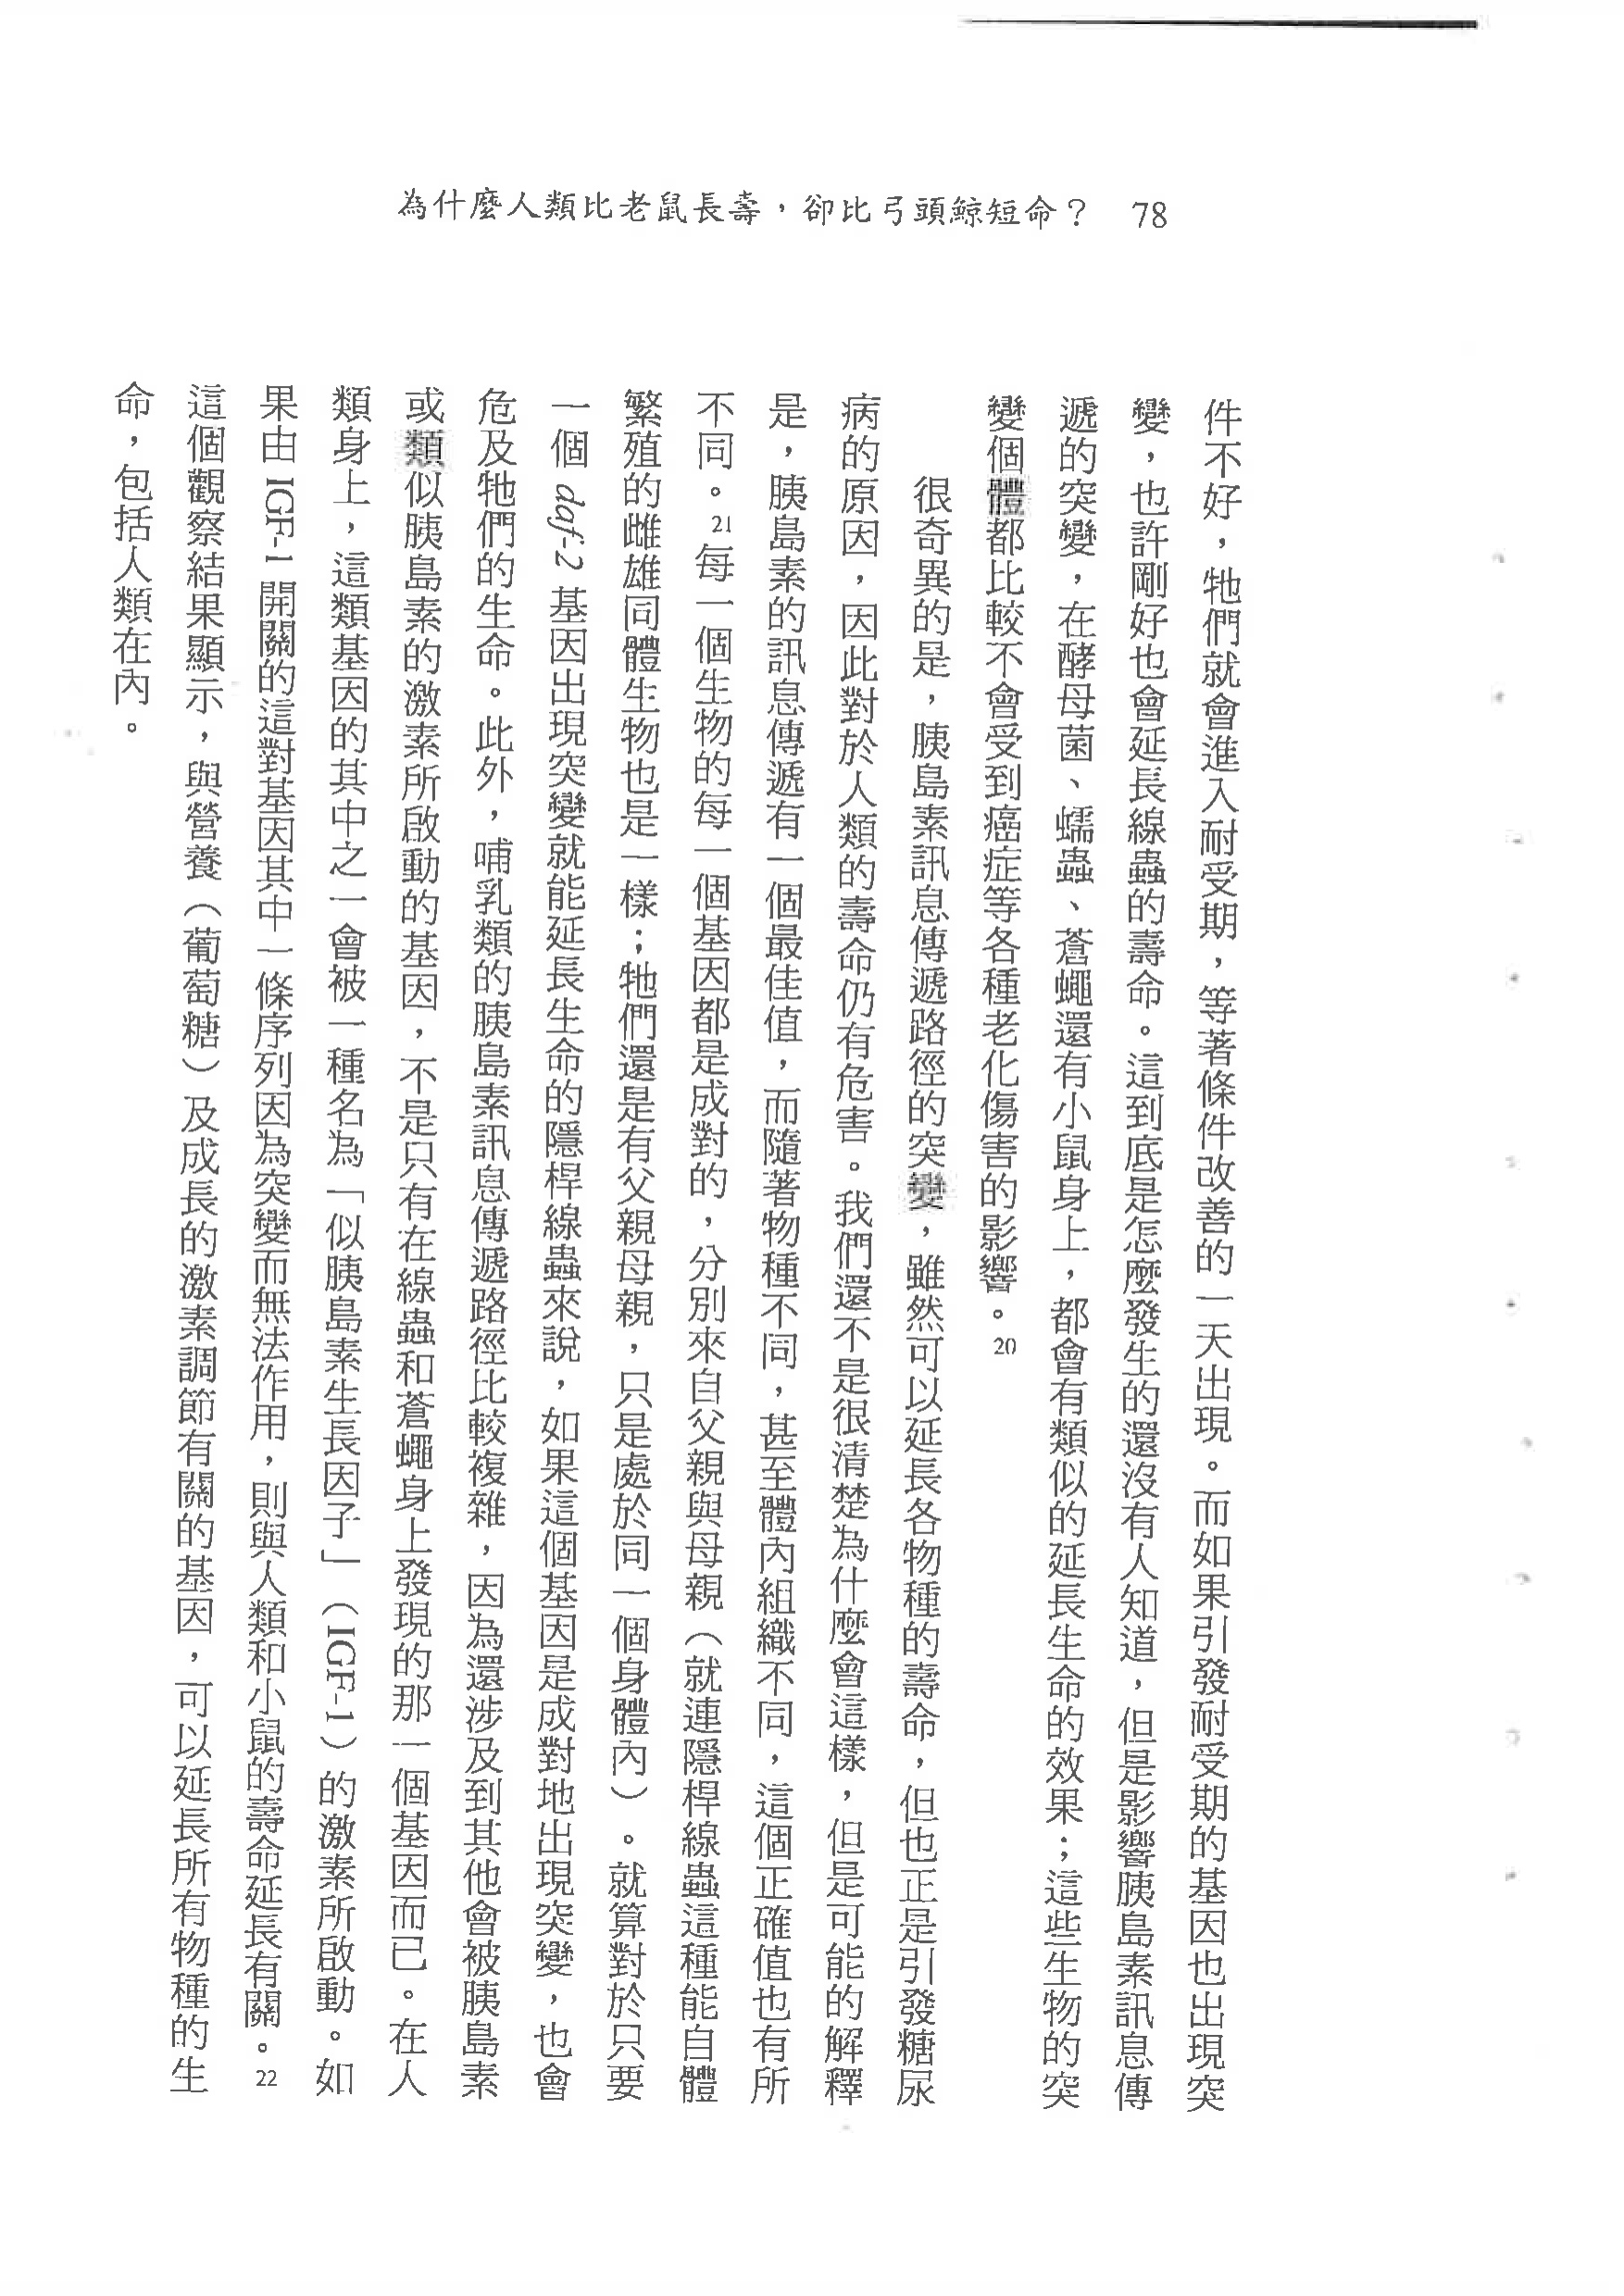 為什麼人類比老鼠長壽，卻比弓頭鯨短命？ 78
件不好，牠們就會進入耐受期，等著條件改善的一天出現。而如果引發耐受期的基因也出現突
變，也許剛好也會延長線蟲的壽命。這到底是怎麼發生的還沒有人知道，但是影響胰島素訊息傳
遞的突變，在酵母菌、蠕蟲、蒼蠅還有小鼠身上，都會有類似的延長生命的效果；這些生物的突
變個體都比較不會受到癌症等各種老化傷害的影響。20
很奇異的是，胰島素訊息傳遞路徑的突變，雖然可以延長各物種的壽命，但也正是引發糖尿
病的原因，因此對於人類的壽命仍有危害。我們還不是很清楚為什麼會這樣，但是可能的解釋
是，胰島素的訊息傳遞有一個最佳值，而隨著物種不同，甚至體內組織不同，這個正確值也有所
不同。21每一個生物的每一個基因都是成對的，分別來自父親與母親（就連隱桿線蟲這種能自體
繁殖的雌雄同體生物也是一樣；牠們還是有父親母親，只是處於同一個身體內）。就算對於只要
一個 daf-2 基因出現突變就能延長生命的隱桿線蟲來說，如果這個基因是成對地出現突變，也會
危及牠們的生命。此外，哺乳類的胰島素訊息傳遞路徑比較複雜，因為還涉及到其他會被胰島素
或類似胰島素的激素所啟動的基因，不是只有在線蟲和蒼蠅身上發現的那一個基因而已。在人
類身上，這類基因的其中之一會被一種名為「似胰島素生長因子」（IGF-1）的激素所啟動。如
果由 IGF-1 開關的這對基因其中一條序列因為突變而無法作用，則與人類和小鼠的壽命延長有關。22
這個觀察結果顯示，與營養（葡萄糖）及成長的激素調節有關的基因，可以延長所有物種的生
命，包括人類在內。